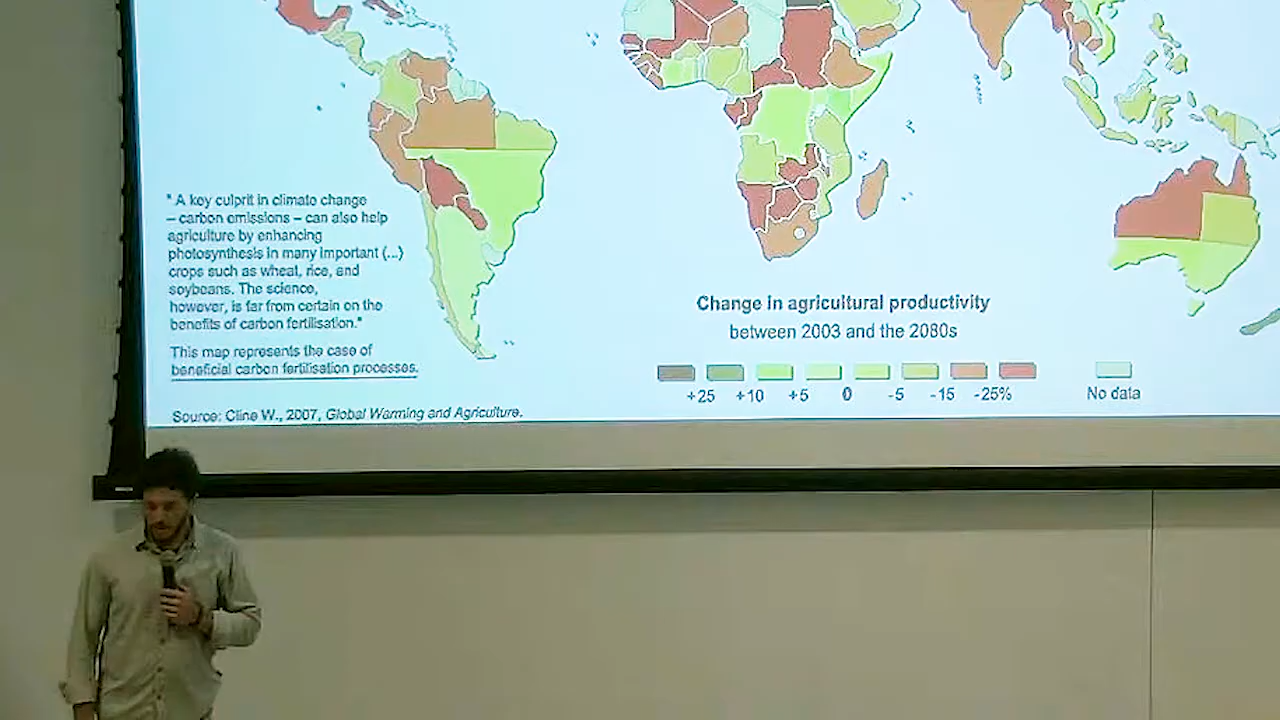 " A key culprit in climate change
– carbon emissions – can also help
agriculture by enhancing
photosynthesis in many important (...)
crops such as wheat, rice, and
soybeans. The science,
however, is far from certain on the
benefits of carbon fertilisation."
This map represents the case of
beneficial carbon fertilisation processes.
Source: Cline W., 2007, Global Warming and Agriculture.
Change in agricultural productivity
between 2003 and the 2080s
+25 +10 +5 0 -5 -15 -25%
No data